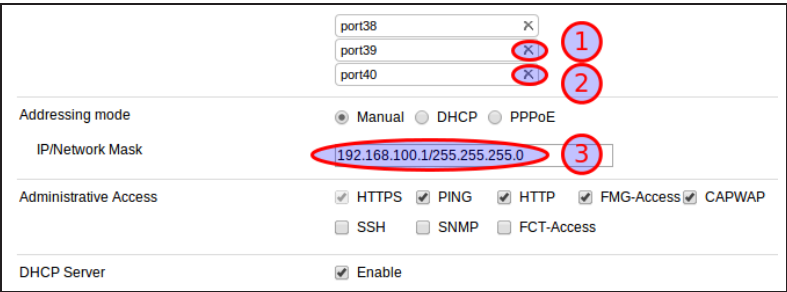 port38
port39
1
port40
2
Addressing mode Manual DHCP PPPoE
IP/Network Mask 192.168.100.1/255.255.255.0 3
Administrative Access HTTPS PING HTTP FMG-Access CAPWAP
SSH SNMP FCT-Access
DHCP Server Enable